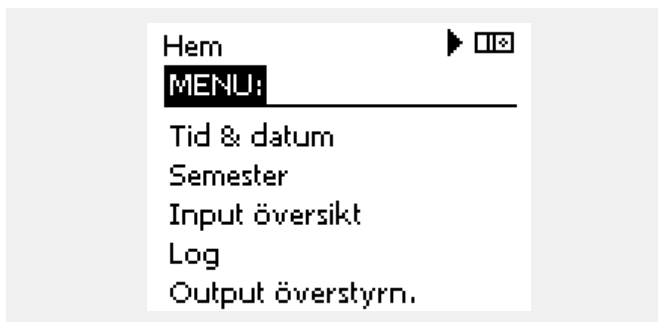 Hem
MENU:
Tid & datum
Semester
Input översikt
Log
Output överstyrn.